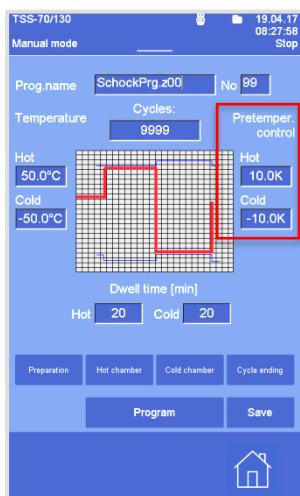 TSS-70/130
19.04.17
08:27:58
Manual mode
Stop
Prog.name
SchockPrg.z00
No
99
Temperature
Cycles:
9999
Pretemper.
control
Hot
50.0°C
Cold
-50.0°C
Hot
10.0K
Cold
-10.0K
Dwell time [min]
Hot
20
Cold
20
Preparation
Hot chamber
Cold chamber
Cycle ending
Program
Save